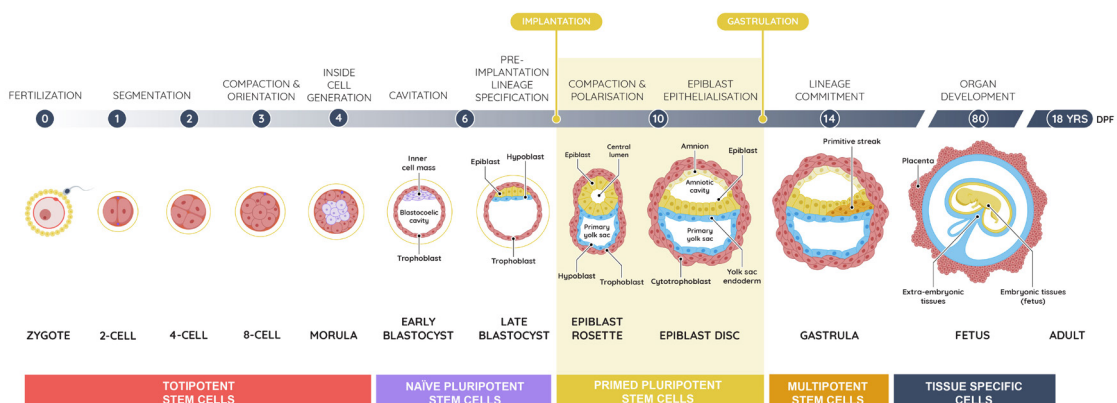 IMPLANTATION
GASTRULATION
FERTILIZATION
SEGMENTATION
COMPACTION &
ORIENTATION
INSIDE
CELL
GENERATION
CAVITATION
PRE-
IMPLANTATION
LINEAGE
SPECIFICATION
COMPACTION
& POLARISATION
EPIBLAST
EPITHELIALISATION
LINEAGE
COMMITMENT
ORGAN
DEVELOPMENT
0
1
2
3
4
6
10
14
80
18 YRS
DPF
Inner
cell mass
Blastocoelic
cavity
Trophoblast
Epiblast
Hypoblast
Trophoblast
Epiblast
Central
lumen
Primary
yolk sac
Hypoblast
Trophoblast
Amnion
Epiblast
Amniotic
cavity
Primary
yolk sac
Cytotrophoblast
Yolk sac
endoderm
Primitive streak
Placenta
Extra-embryonic
tissues
Embryonic tissues
(fetus)
ZYGOTE
2-CELL
4-CELL
8-CELL
MORULA
EARLY
BLASTOCYST
LATE
BLASTOCYST
EPIBLAST
ROSETTE
EPIBLAST DISC
GASTRULA
FETUS
ADULT
TOTIPOTENT
STEM CELLS
NAÏVE PLURIPOTENT
STEM CELLS
PRIMED PLURIPOTENT
STEM CELLS
MULTIPOTENT
STEM CELLS
TISSUE SPECIFIC
CELLS